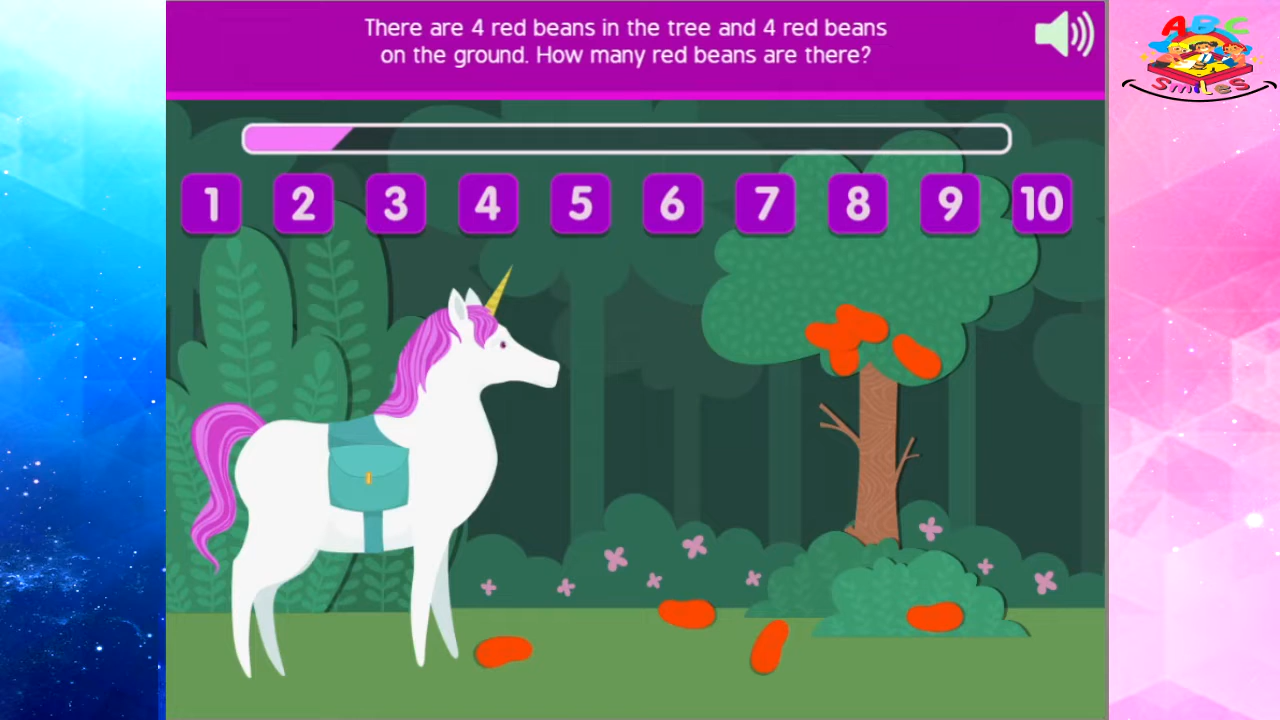 There are 4 red beans in the tree and 4 red beans
on the ground. How many red beans are there?
ABC
Smiles
1 2 3 4 5 6 7 8 9 10